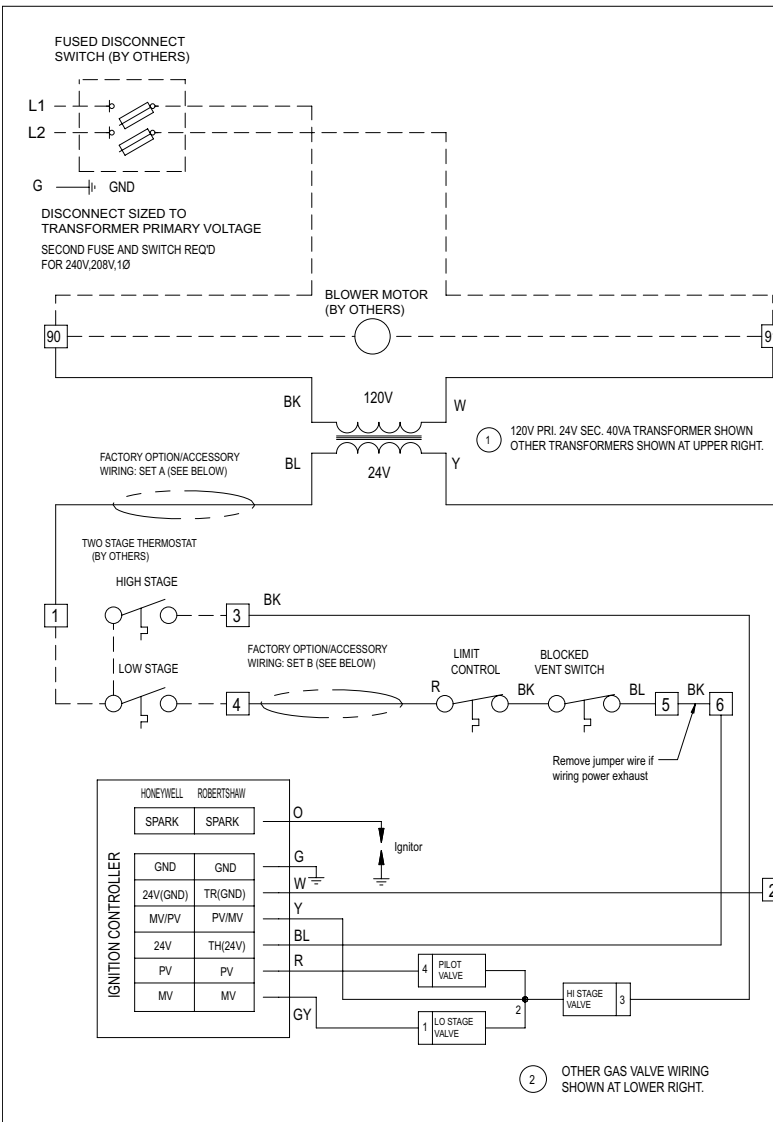 FUSED DISCONNECT
SWITCH (BY OTHERS)
L1
L2
G
GND
DISCONNECT SIZED TO
TRANSFORMER PRIMARY VOLTAGE
SECOND FUSE AND SWITCH REQ'D
FOR 240V,208V,1Ø
BLOWER MOTOR
(BY OTHERS)
90
9
BK
120V
W
1
120V PRI. 24V SEC. 40VA TRANSFORMER SHOWN
OTHER TRANSFORMERS SHOWN AT UPPER RIGHT.
FACTORY OPTION/ACCESSORY
WIRING: SET A (SEE BELOW)
BL
24V
Y
TWO STAGE THERMOSTAT
(BY OTHERS)
HIGH STAGE
1
3
BK
LOW STAGE
4
FACTORY OPTION/ACCESSORY
WIRING: SET B (SEE BELOW)
LIMIT
CONTROL
BLOCKED
VENT SWITCH
R
BK
BL
5
BK
6
Remove jumper wire if
wiring power exhaust
IGNITION CONTROLLER
HONEYWELL ROBERTSHAW
SPARK SPARK
O
Ignitor
GND GND
G
24V(GND) TR(GND)
W
2
MV/PV PV/MV
Y
24V TH(24V)
BL
PV PV
R
4 PILOT
VALVE
MV MV
GY
1 LO STAGE
VALVE
2
HI STAGE
VALVE
3
2
OTHER GAS VALVE WIRING
SHOWN AT LOWER RIGHT.